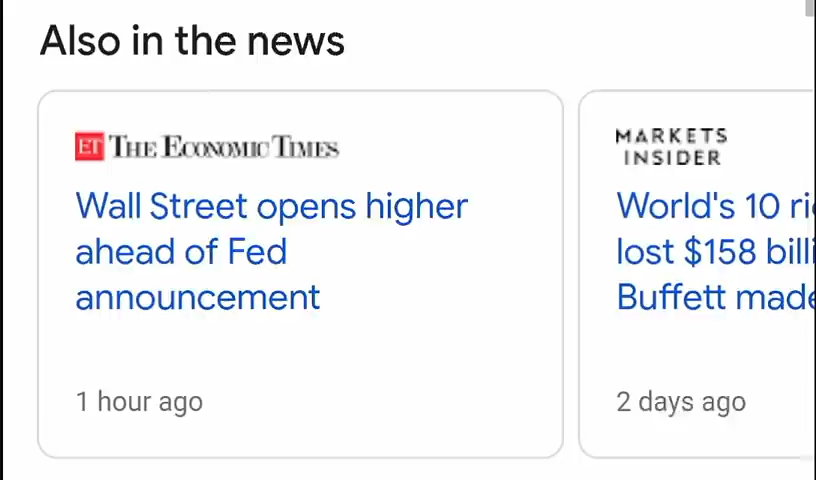 Also in the news
ET THE ECONOMIC TIMES
Wall Street opens higher
ahead of Fed
announcement
1 hour ago
MARKETS
INSIDER
World's 10
lost $158
Buffett made
2 days ago